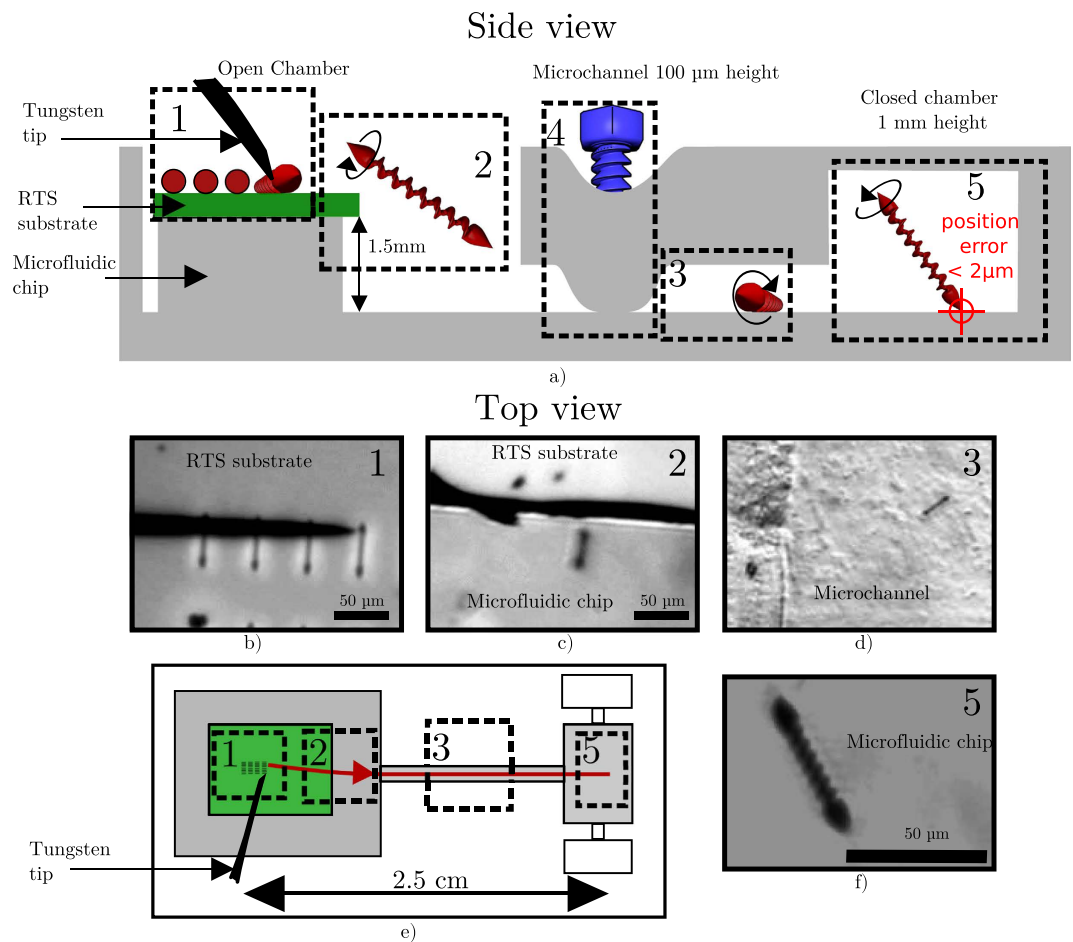 Side view
Open Chamber
Microchannel 100 µm height
Closed chamber
1 mm height
Tungsten
tip
1
2
4
5
position
error
< 2µm
RTS
substrate
1.5mm
Microfluidic
chip
3
a)
Top view
RTS substrate
1
50 µm
b)
RTS substrate
2
Microfluidic chip
50 µm
c)
3
Microchannel
d)
1
2
3
5
Tungsten
tip
2.5 cm
e)
5
Microfluidic chip
50 µm
f)